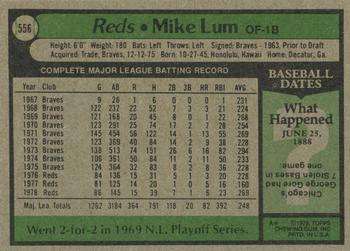 556
Reds • Mike Lum OF-1B
Height: 6'0" Weight: 180 Bats: Left Throws: Left Signed: Braves - 1963, Prior to Draft
Acquired: Trade, Braves, 12-12-75 Born: 10-27-45, Honolulu, Hawaii Home: Decatur, Ga.
COMPLETE MAJOR LEAGUE BATTING RECORD
Year Club G AB R H 2B 3B HR RBI AVG
1967 Braves 9 26 1 6 0 0 0 1 .231
1968 Braves 122 232 22 52 7 3 3 21 .224
1969 Braves 121 168 20 45 8 0 1 22 .268
1970 Braves 123 291 25 74 17 2 7 28 .254
1971 Braves 145 454 56 122 14 1 13 55 .269
1972 Braves 123 369 40 84 14 2 9 38 .228
1973 Braves 138 513 74 151 26 6 16 82 .294
1974 Braves 106 361 50 84 11 2 11 50 .233
1975 Braves 124 364 32 83 8 2 8 36 .228
1976 Reds 84 136 15 31 5 1 3 20 .228
1977 Reds 81 125 14 20 1 0 5 16 .160
1978 Reds 86 146 15 39 7 1 6 23 .267
Maj. Lea. Totals 1262 3184 364 791 118 20 82 392 .248
Went 2-for-2 in 1969 N.L. Playoff Series.
BASEBALL
DATES
What
Happened
JUNE 25,
1888
Chicago's
George Gore had
7 Stolen Bases in
one game.
A★ © 1979, TOPPS
CHEWING GUM, INC.
PRTD. IN U.S.A.